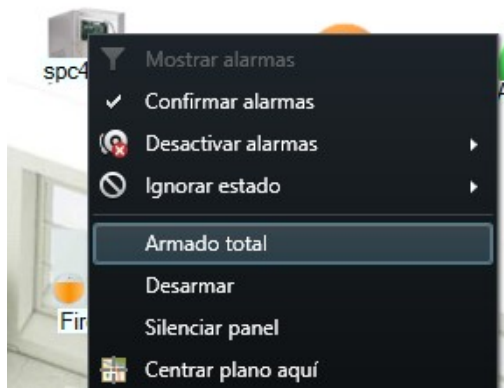 spc4
Mostrar alarmas
Confirmar alarmas
Desactivar alarmas
Ignorar estado
Armado total
Desarmar
Silenciar panel
Fir
Centrar plano aquí